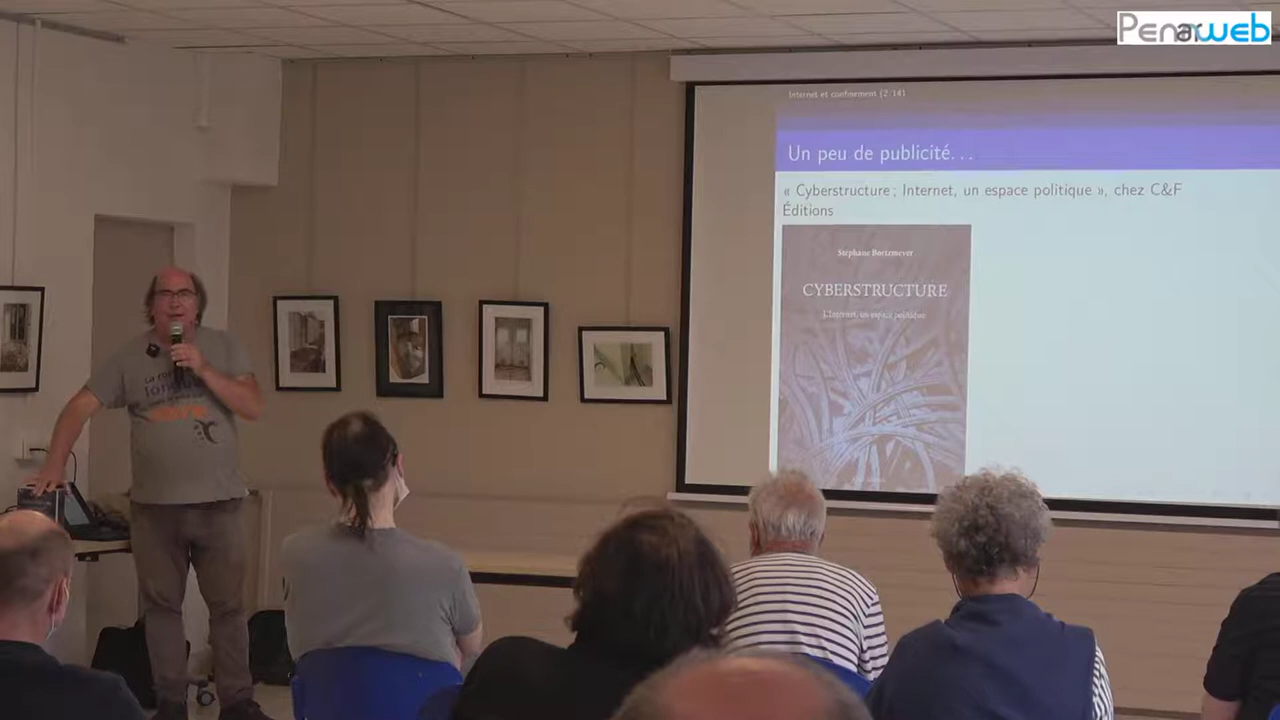 Penarweb
Internet et confinement (2/14)
Un peu de publicité...
« Cyberstructure ; Internet, un espace politique », chez C&F
Éditions
Stéphane Bortzmeyer
CYBERSTRUCTURE
L'Internet, un espace politique
La